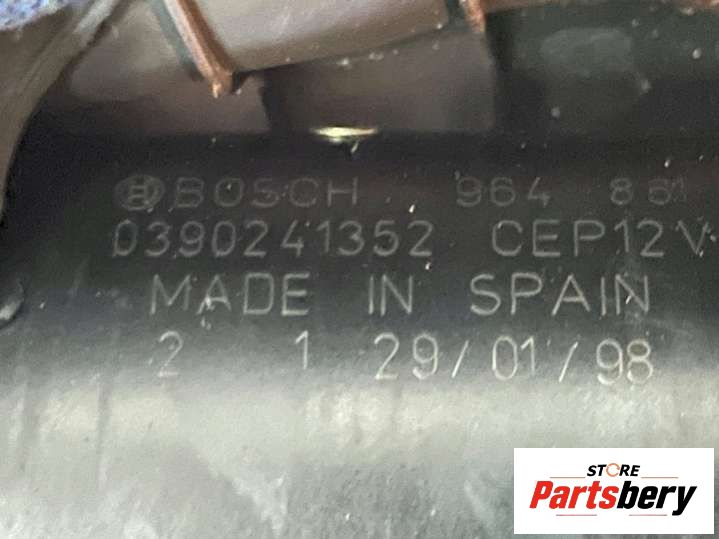 BOSCH 964 861
0390241352 CEP12V
MADE IN SPAIN
2 1 29/01/98
STORE
Partsbery